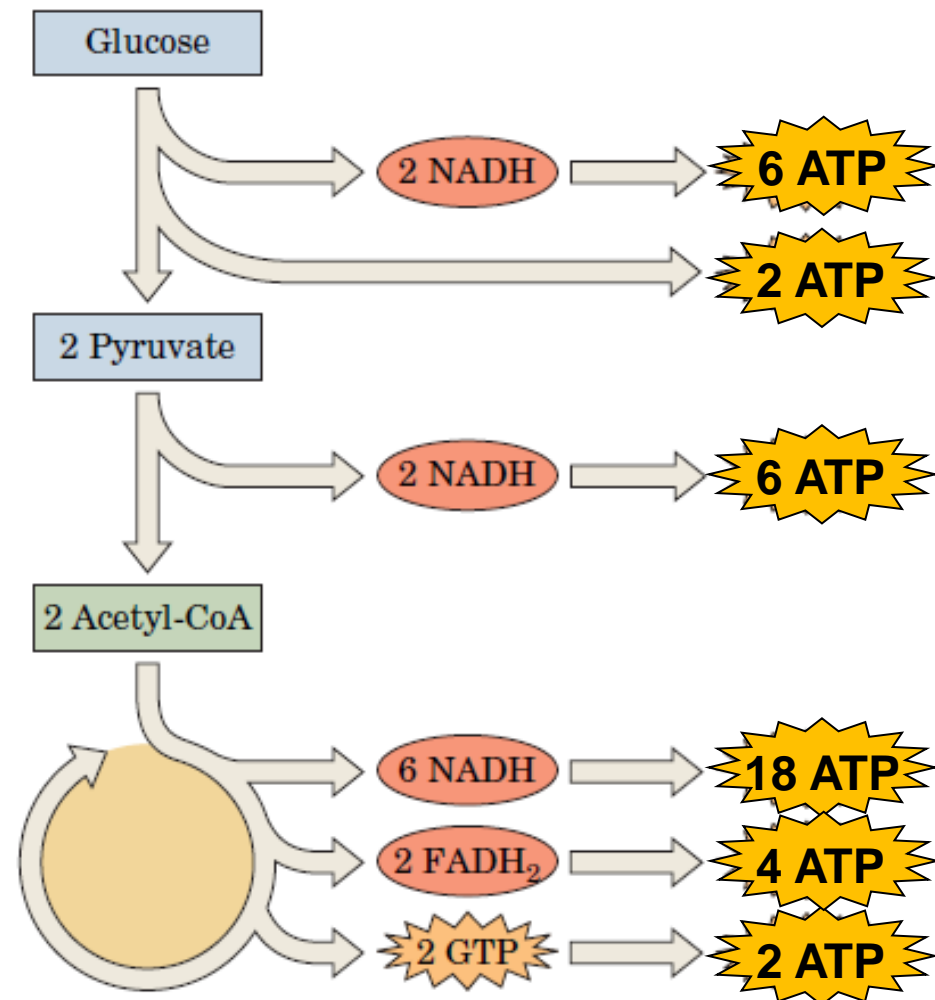 Glucose
2 NADH
6 ATP
2 ATP
2 Pyruvate
2 NADH
6 ATP
2 Acetyl-CoA
6 NADH
18 ATP
2 FADH₂
4 ATP
2 GTP
2 ATP